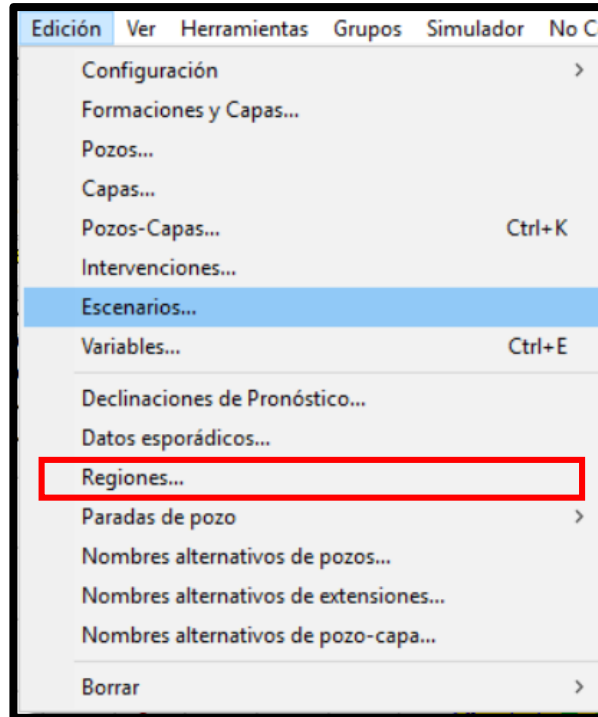 Edición Ver Herramientas Grupos Simulador No C
Configuración
Formaciones y Capas...
Pozos...
Capas...
Pozos-Capas... Ctrl+K
Intervenciones...
Escenarios...
Variables... Ctrl+E
Declinaciones de Pronóstico...
Datos esporádicos...
Regiones...
Paradas de pozo
Nombres alternativos de pozos...
Nombres alternativos de extensiones...
Nombres alternativos de pozo-capa...
Borrar